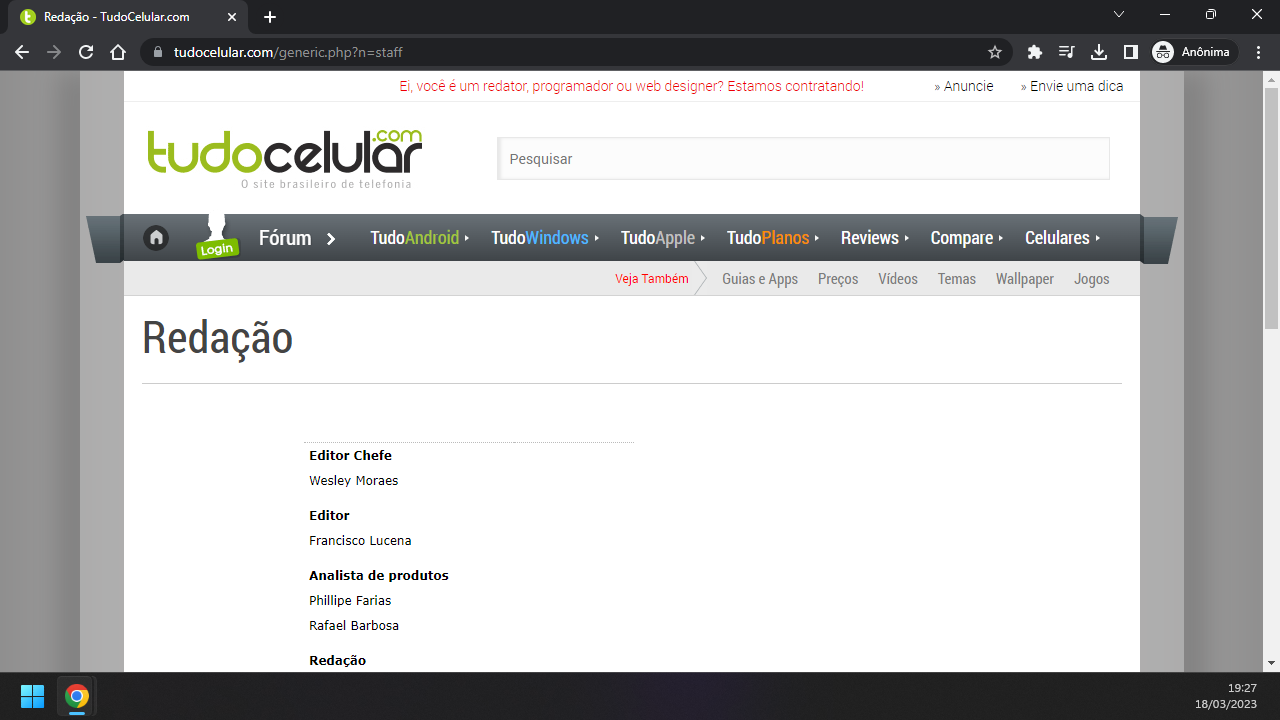 Redação - TudoCelular.com
tudocelular.com/generic.php?n=staff
Anônima
Ei, você é um redator, programador ou web designer? Estamos contratando!
» Anuncie
» Envie uma dica
tudocelular.com
O site brasileiro de telefonia
Pesquisar
Login
Fórum
TudoAndroid
TudoWindows
TudoApple
TudoPlanos
Reviews
Compare
Celulares
Veja Também
Guias e Apps
Preços
Vídeos
Temas
Wallpaper
Jogos
Redação
Editor Chefe
Wesley Moraes
Editor
Francisco Lucena
Analista de produtos
Phillipe Farias
Rafael Barbosa
Redação
19:27
18/03/2023